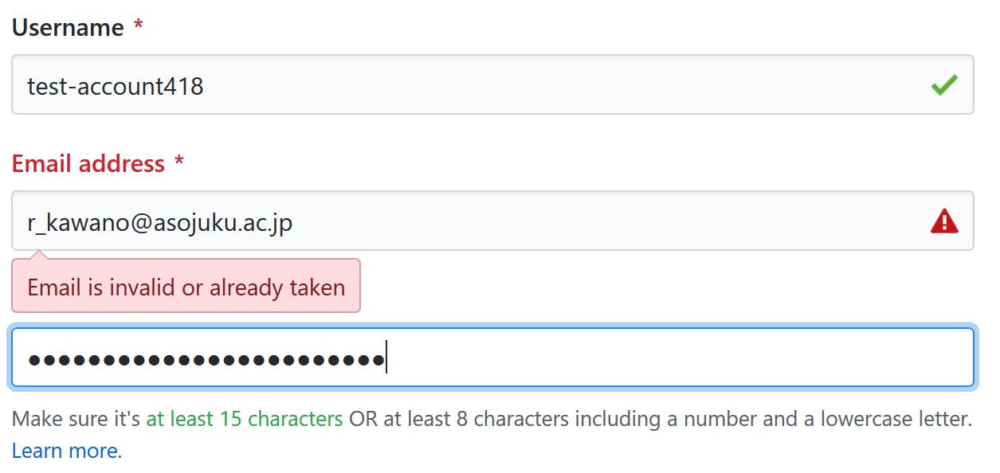 Username *
test-account418
Email address *
r_kawano@asojuku.ac.jp
Email is invalid or already taken
••••••••••••••••••••••••
Make sure it's at least 15 characters OR at least 8 characters including a number and a lowercase letter.
Learn more.